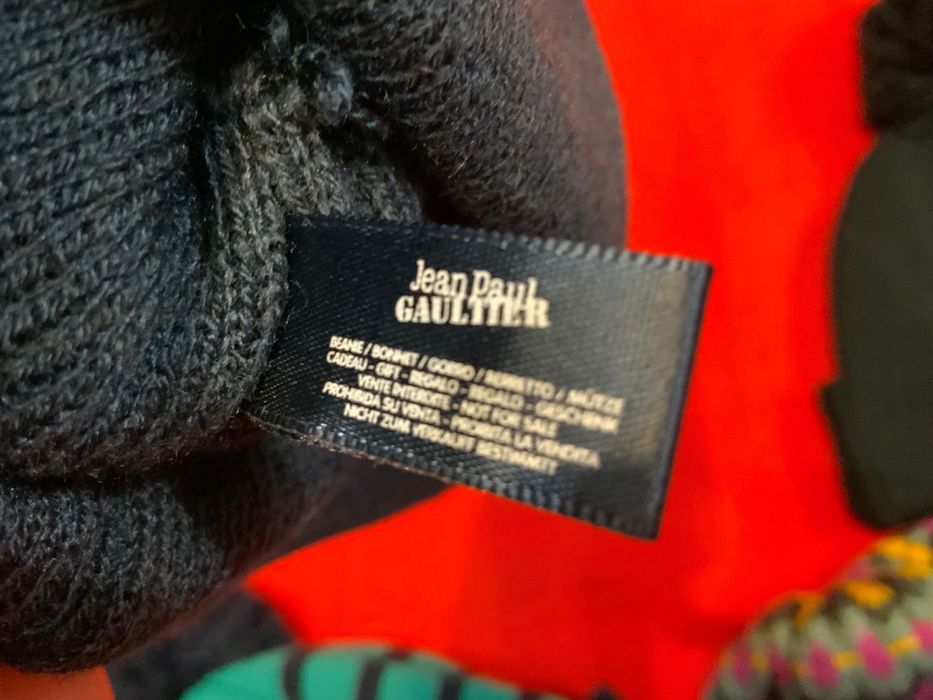 Jean Paul
GAULTIER
BEANIE / BONNET / GORRO / BERRETTO / MÜTZE
CADEAU - GIFT - REGALO - REGALO - GESCHENK
VENTE INTERDITE - NOT FOR SALE
PROHIBIDA SU VENTA - PROIBITA LA VENDITA
NICHT ZUM VERKAUF BESTIMMT